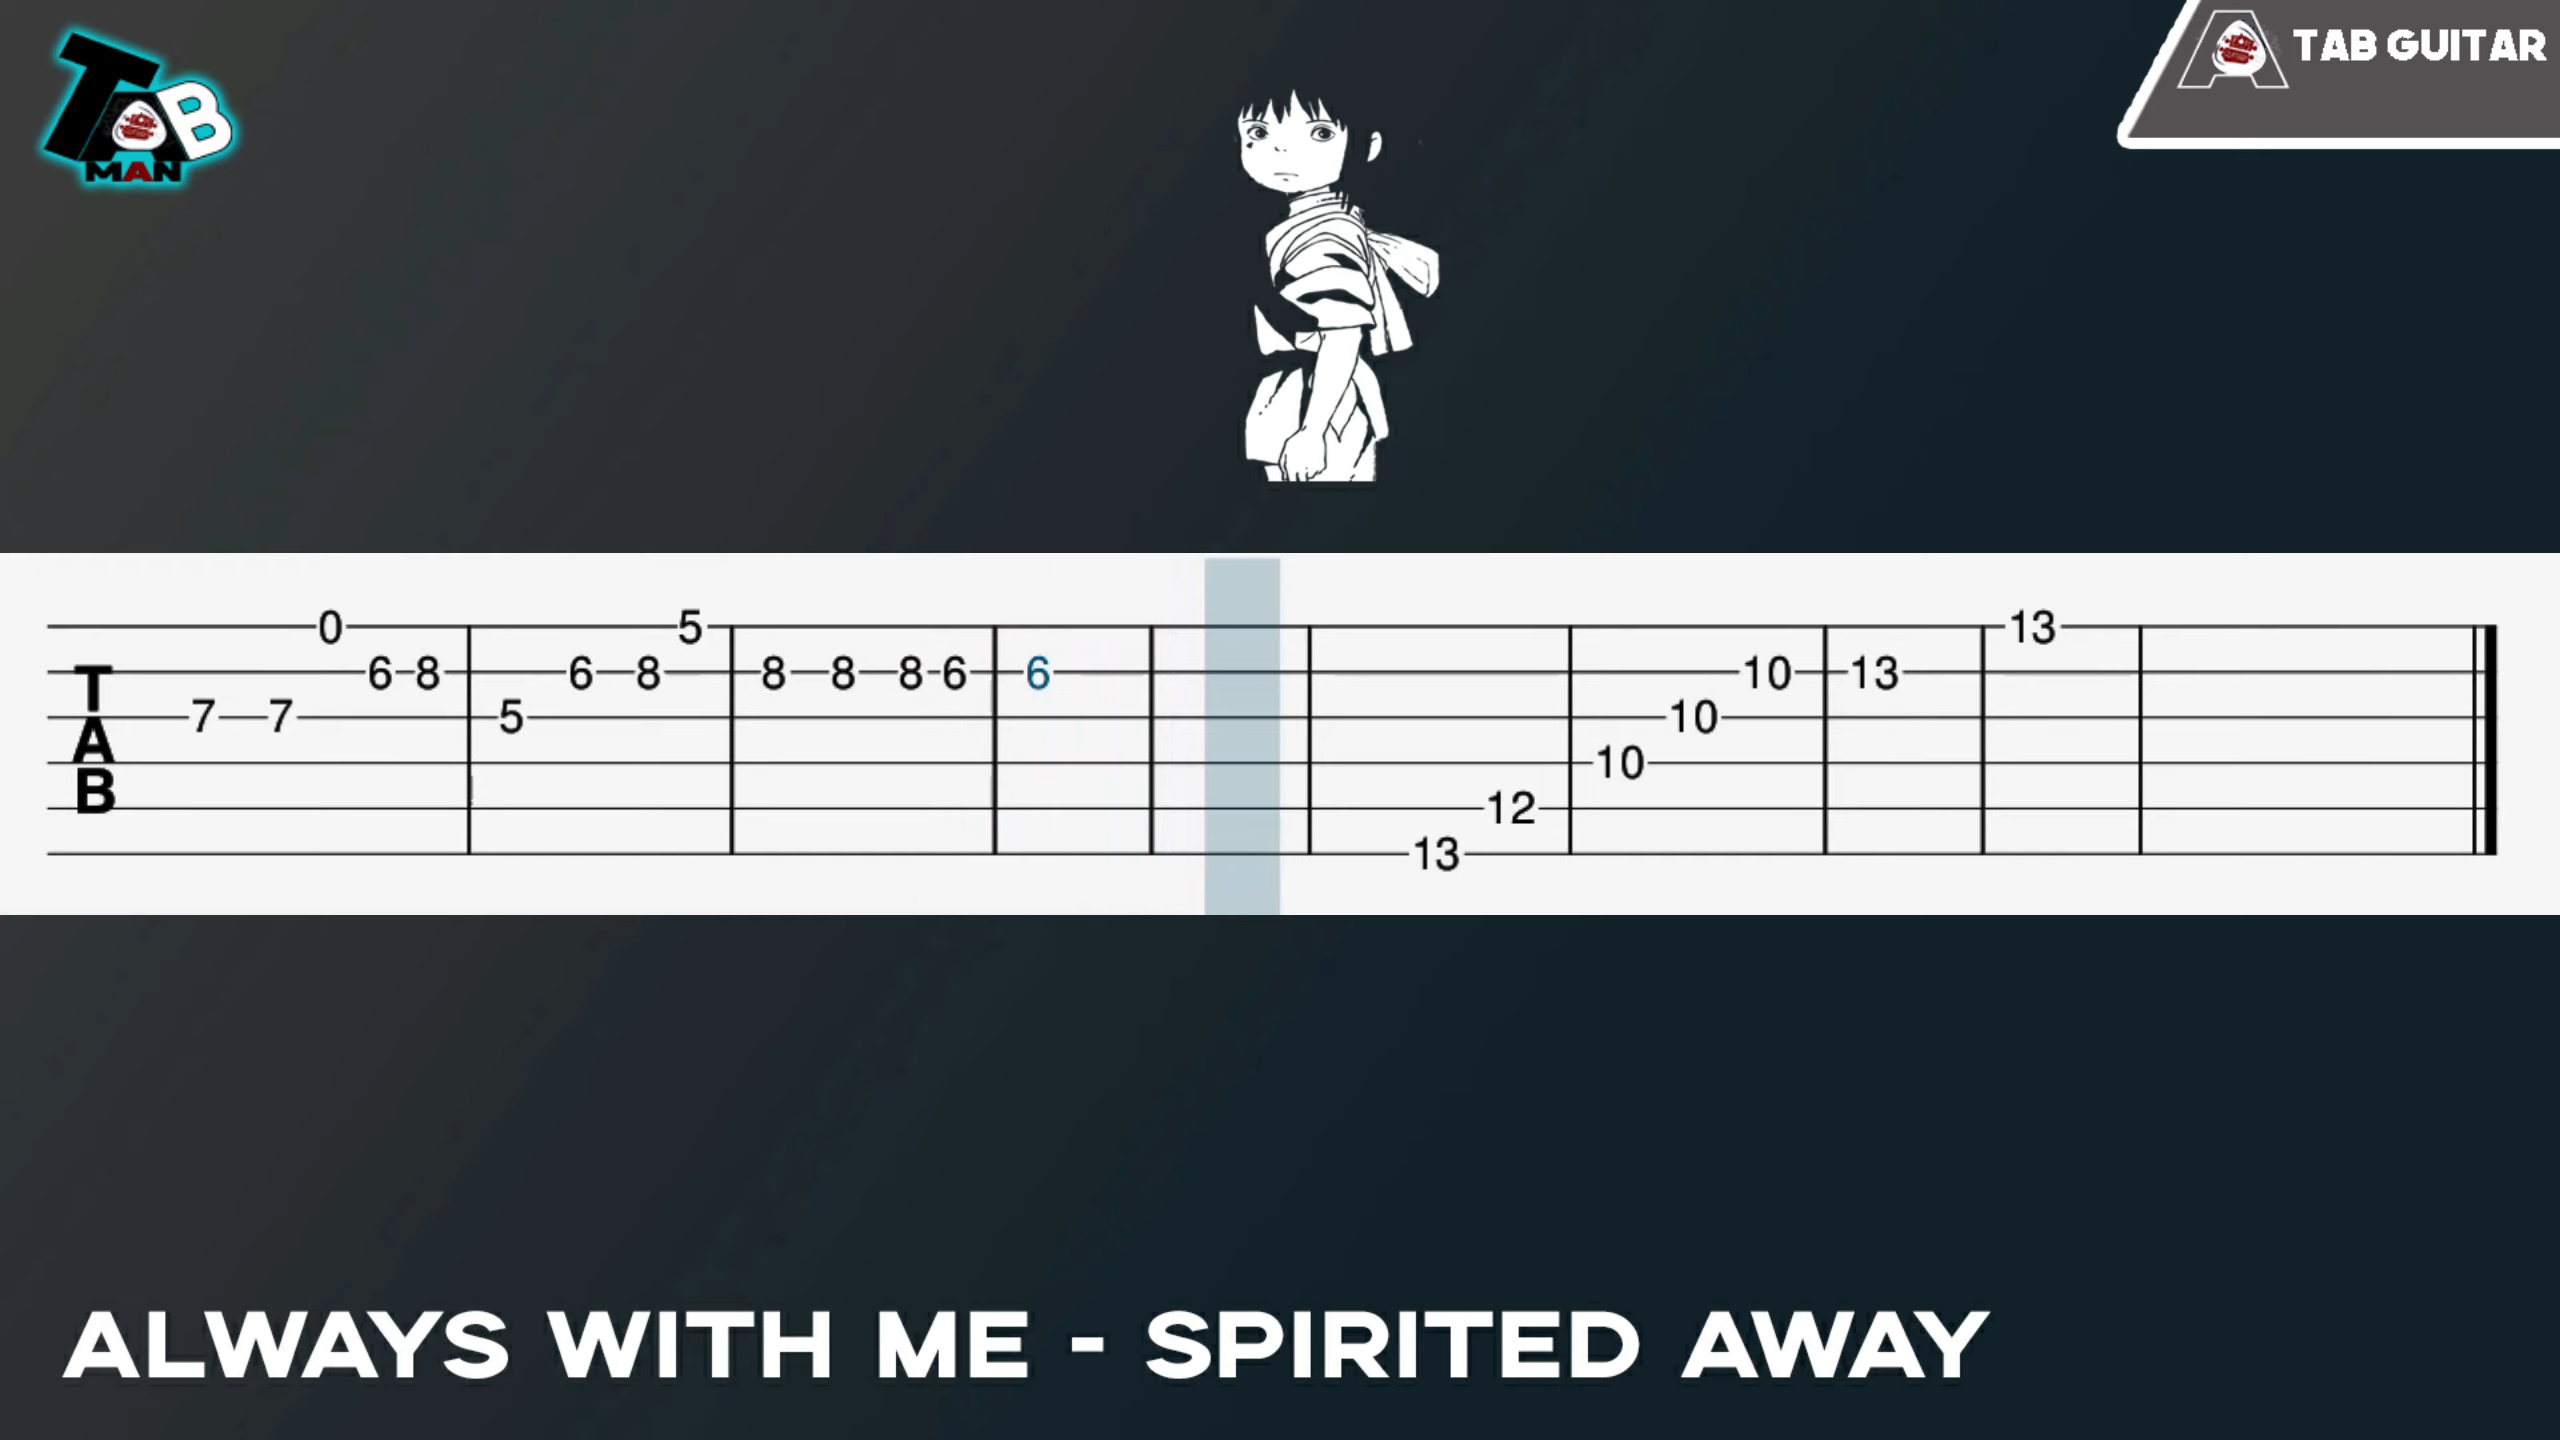 TAB
MAN
TAB GUITAR
0 5 13
6 8 6 8 8 8 8 6 6 10 13
T
7 7 5 10
A
10
B
12
13
ALWAYS WITH ME - SPIRITED AWAY